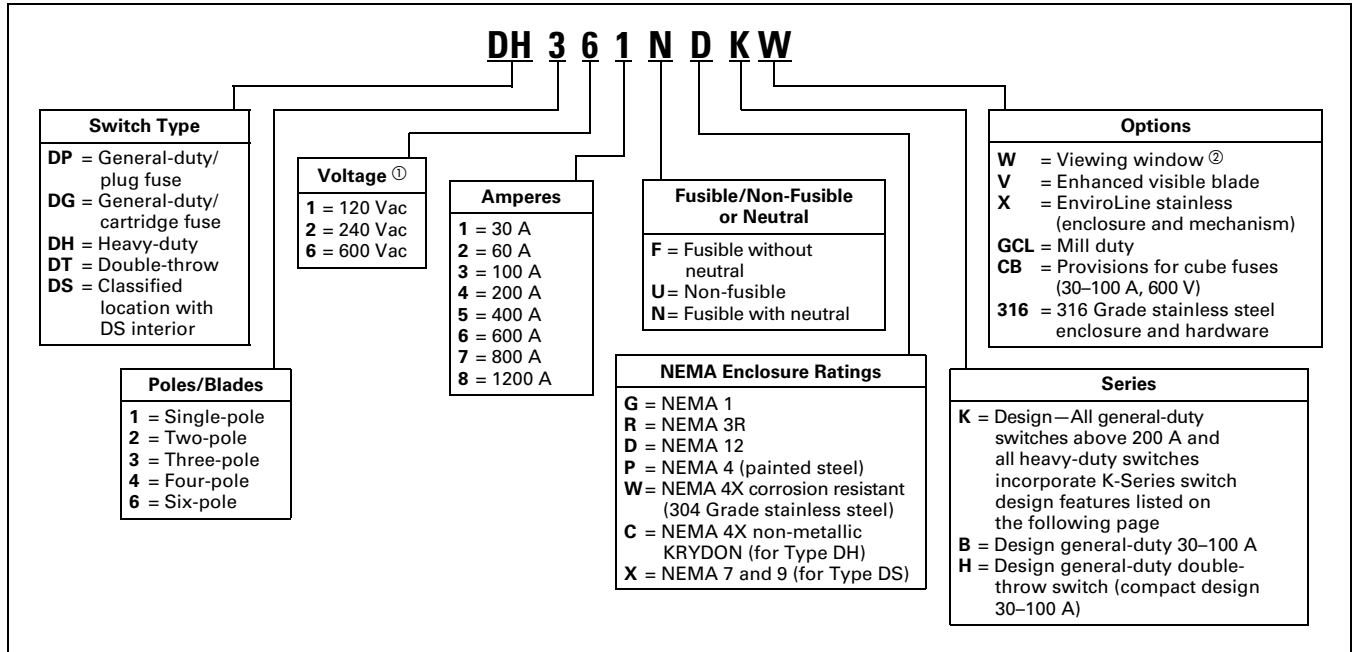 DH 3 6 1 N D K W
Switch Type
DP = General-duty/
plug fuse
DG = General-duty/
cartridge fuse
DH = Heavy-duty
DT = Double-throw
DS = Classified
location with
DS interior
Poles/Blades
1 = Single-pole
2 = Two-pole
3 = Three-pole
4 = Four-pole
6 = Six-pole
Voltage ①
1 = 120 Vac
2 = 240 Vac
6 = 600 Vac
Amperes
1 = 30 A
2 = 60 A
3 = 100 A
4 = 200 A
5 = 400 A
6 = 600 A
7 = 800 A
8 = 1200 A
Fusible/Non-Fusible
or Neutral
F = Fusible without
neutral
U = Non-fusible
N = Fusible with neutral
NEMA Enclosure Ratings
G = NEMA 1
R = NEMA 3R
D = NEMA 12
P = NEMA 4 (painted steel)
W = NEMA 4X corrosion resistant
(304 Grade stainless steel)
C = NEMA 4X non-metallic
KRYDON (for Type DH)
X = NEMA 7 and 9 (for Type DS)
Options
W = Viewing window ②
V = Enhanced visible blade
X = EnviroLine stainless
(enclosure and mechanism)
GCL = Mill duty
CB = Provisions for cube fuses
(30–100 A, 600 V)
316 = 316 Grade stainless steel
enclosure and hardware
Series
K = Design—All general-duty
switches above 200 A and
all heavy-duty switches
incorporate K-Series switch
design features listed on
the following page
B = Design general-duty 30–100 A
H = Design general-duty double-
throw switch (compact design
30–100 A)